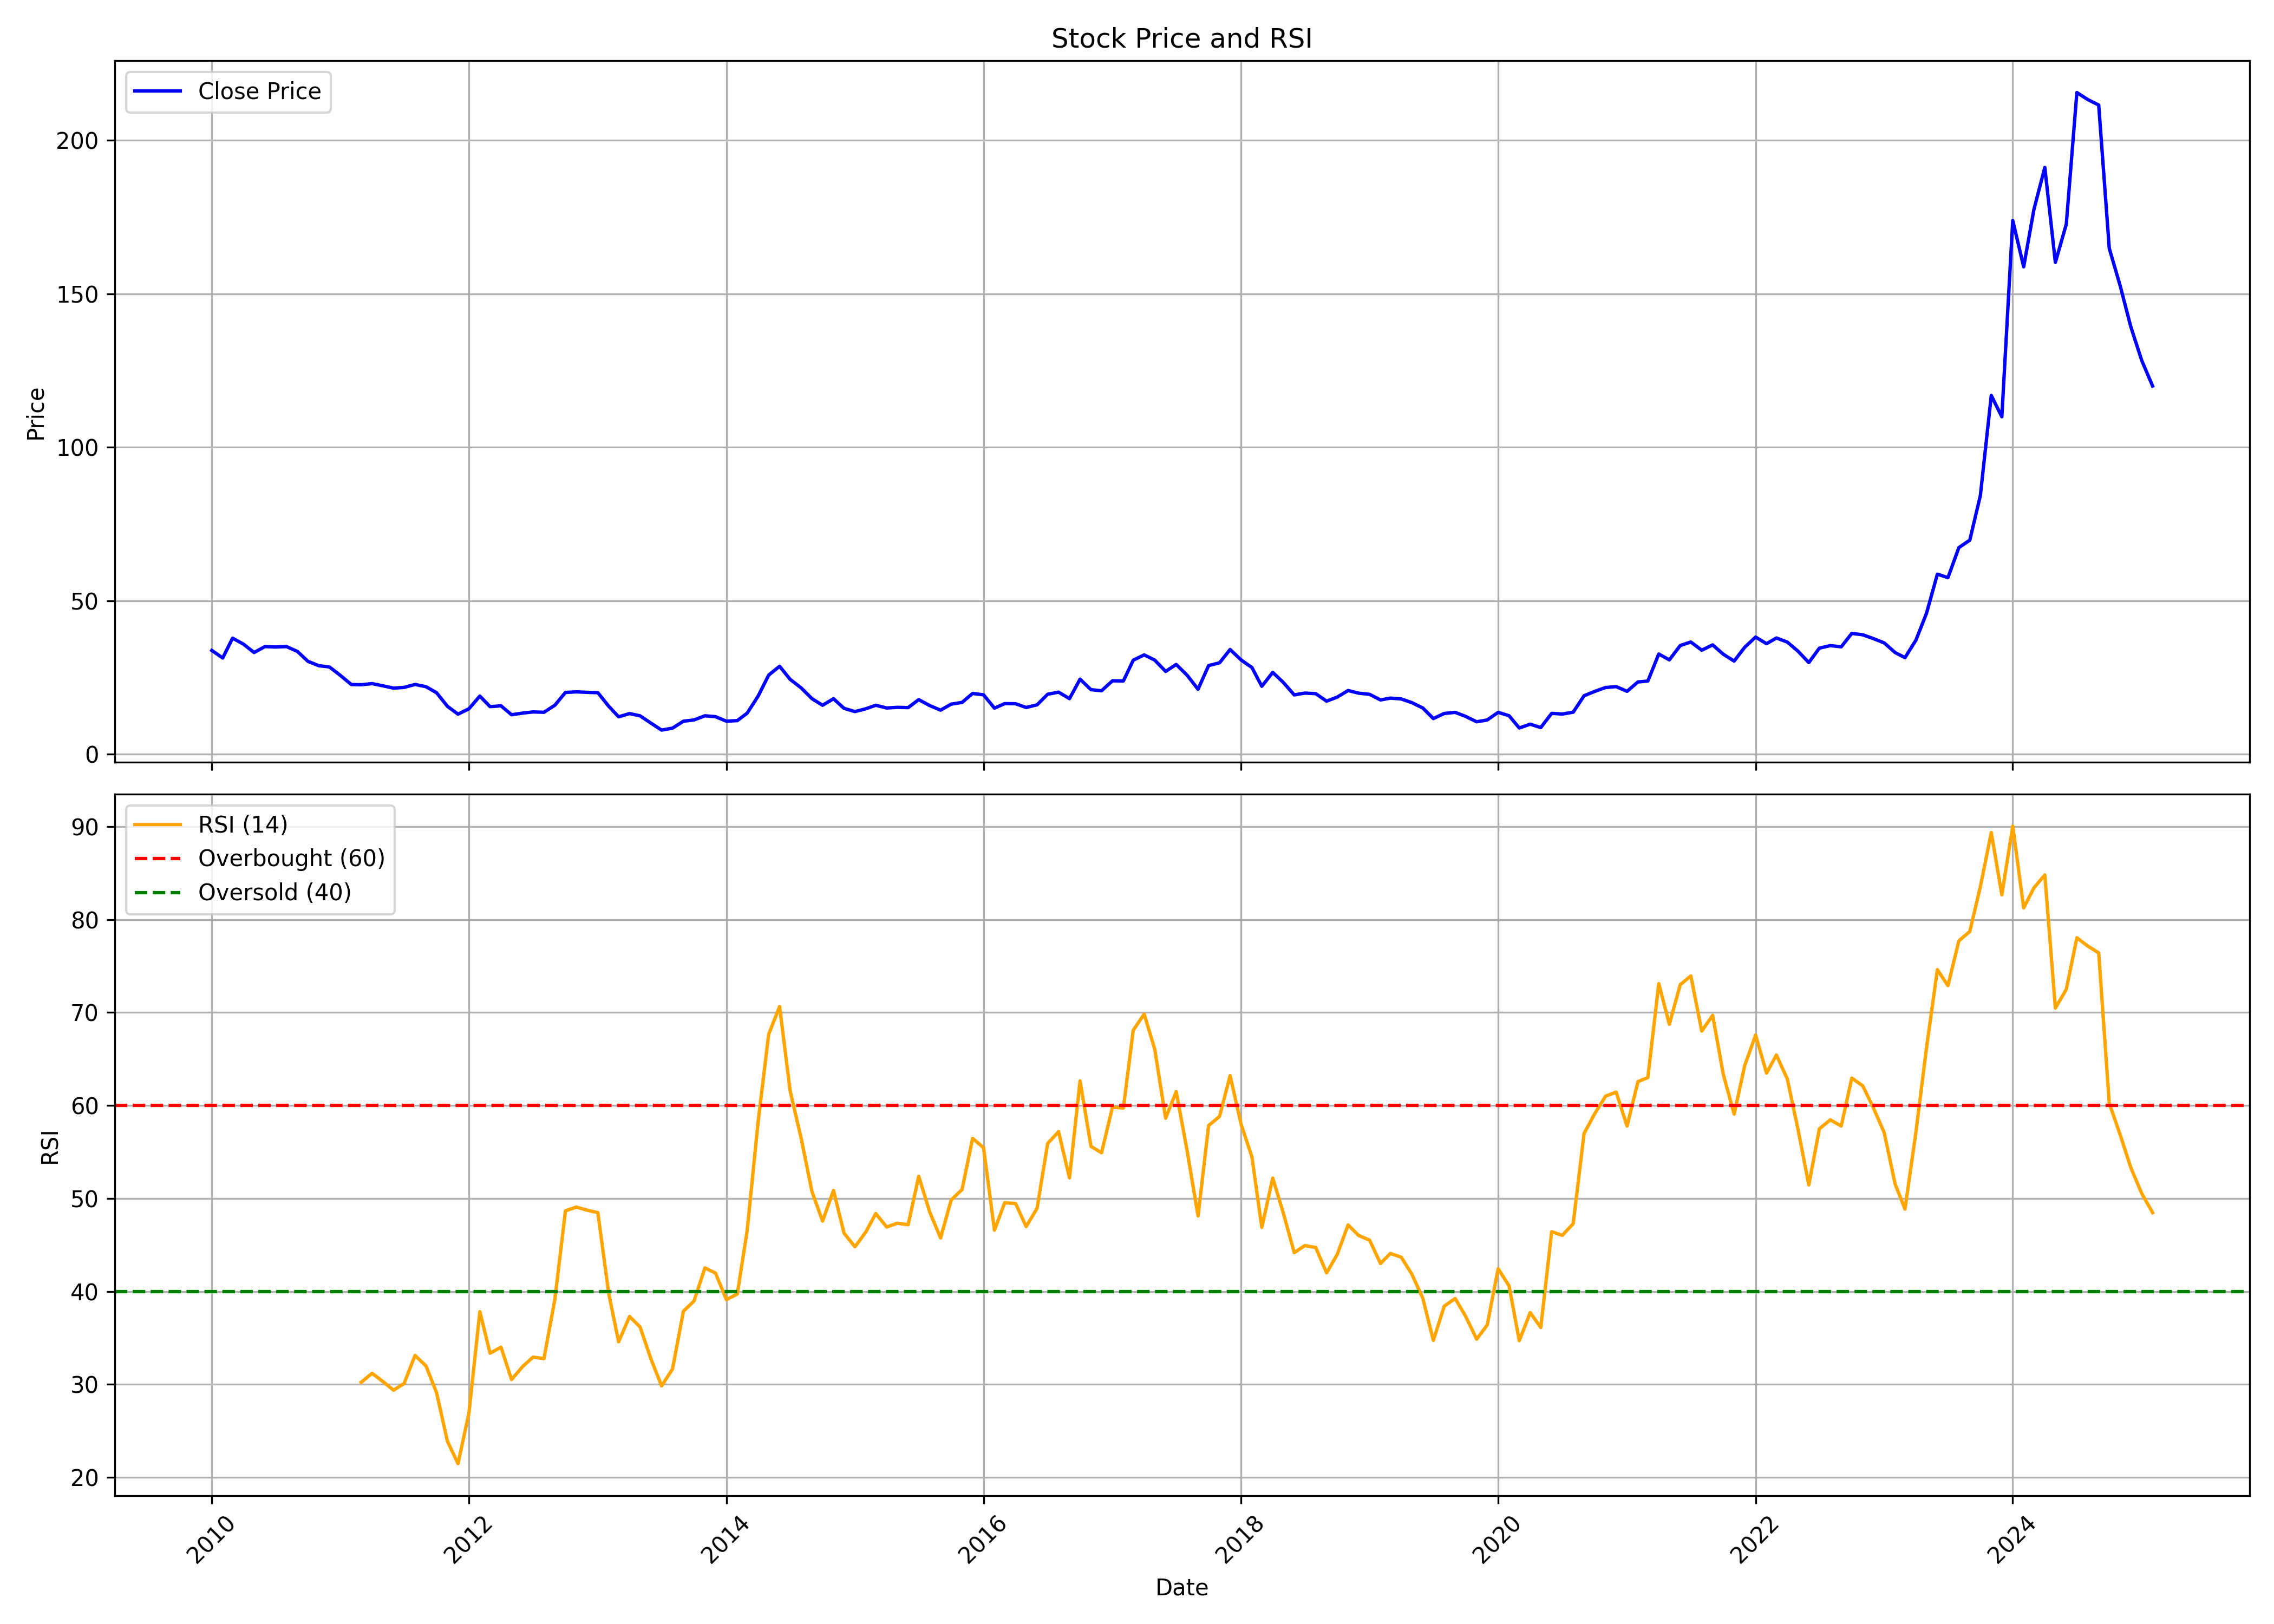 Stock Price and RSI
Close Price
200
150
100
50
0
Price
RSI (14)
Overbought (60)
Oversold (40)
90
80
70
60
50
40
30
20
RSI
2010
2012
2014
2016
2018
2020
2022
2024
Date